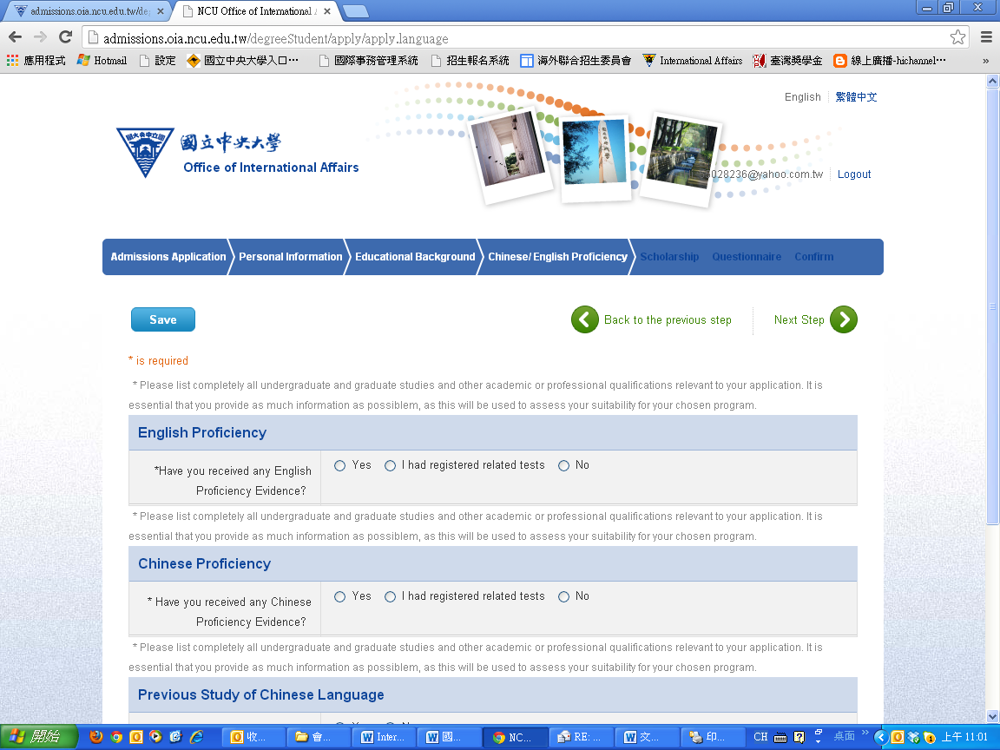 admissions.oia.ncu.edu.tw/de
NCU Office of International
admissions.oia.ncu.edu.tw/degreeStudent/apply/apply.language
應用程式 Hotmail 設定 國立中央大學入口… 國際事務管理系統 招生報名系統 海外聯合招生委員會 International Affairs 臺灣獎學金 線上廣播-hichannel… »
English 繁體中文
國立中央大學
Office of International Affairs
028236@yahoo.com.tw Logout
Admissions Application Personal Information Educational Background Chinese/English Proficiency Scholarship Questionnaire Confirm
Save Back to the previous step Next Step
* is required
* Please list completely all undergraduate and graduate studies and other academic or professional qualifications relevant to your application. It is
essential that you provide as much information as possiblem, as this will be used to assess your suitability for your chosen program.
English Proficiency
*Have you received any English
Proficiency Evidence?
Yes I had registered related tests No
* Please list completely all undergraduate and graduate studies and other academic or professional qualifications relevant to your application. It is
essential that you provide as much information as possiblem, as this will be used to assess your suitability for your chosen program.
Chinese Proficiency
* Have you received any Chinese
Proficiency Evidence?
Yes I had registered related tests No
* Please list completely all undergraduate and graduate studies and other academic or professional qualifications relevant to your application. It is
essential that you provide as much information as possiblem, as this will be used to assess your suitability for your chosen program.
Previous Study of Chinese Language
開始 收... 會... Inter... 國... NC... RE: ... 文... 印... CH 桌面 » 上午 11:01